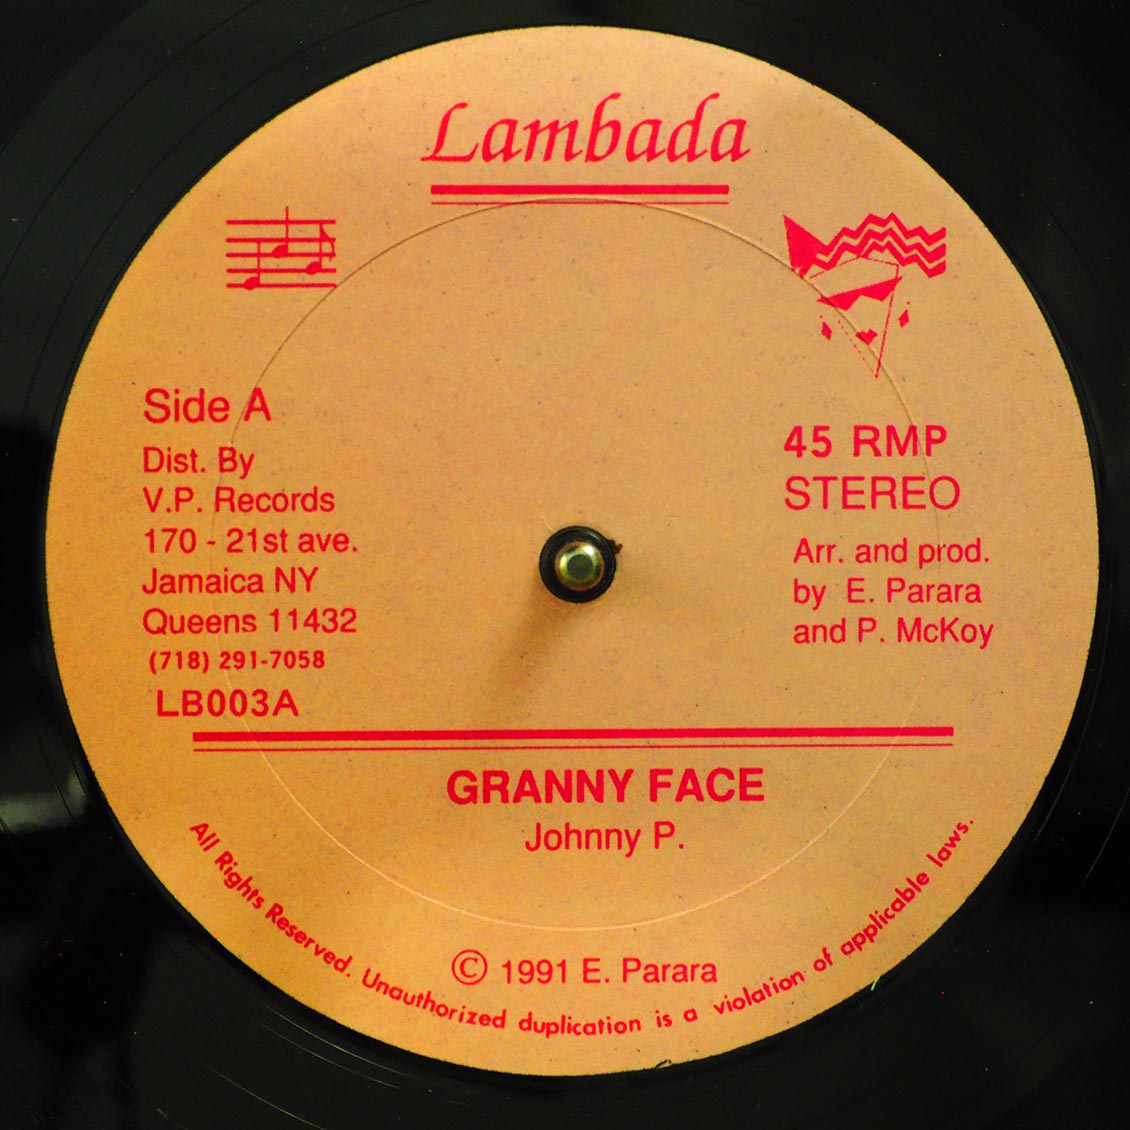 Lambada
Side A
Dist. By
V.P. Records
170 - 21st ave.
Jamaica NY
Queens 11432
(718) 291-7058
LB003A
45 RMP
STEREO
Arr. and prod.
by E. Parara
and P. McKoy
GRANNY FACE
Johnny P.
© 1991 E. Parara
All Rights Reserved. Unauthorized duplication is a violation of applicable laws.